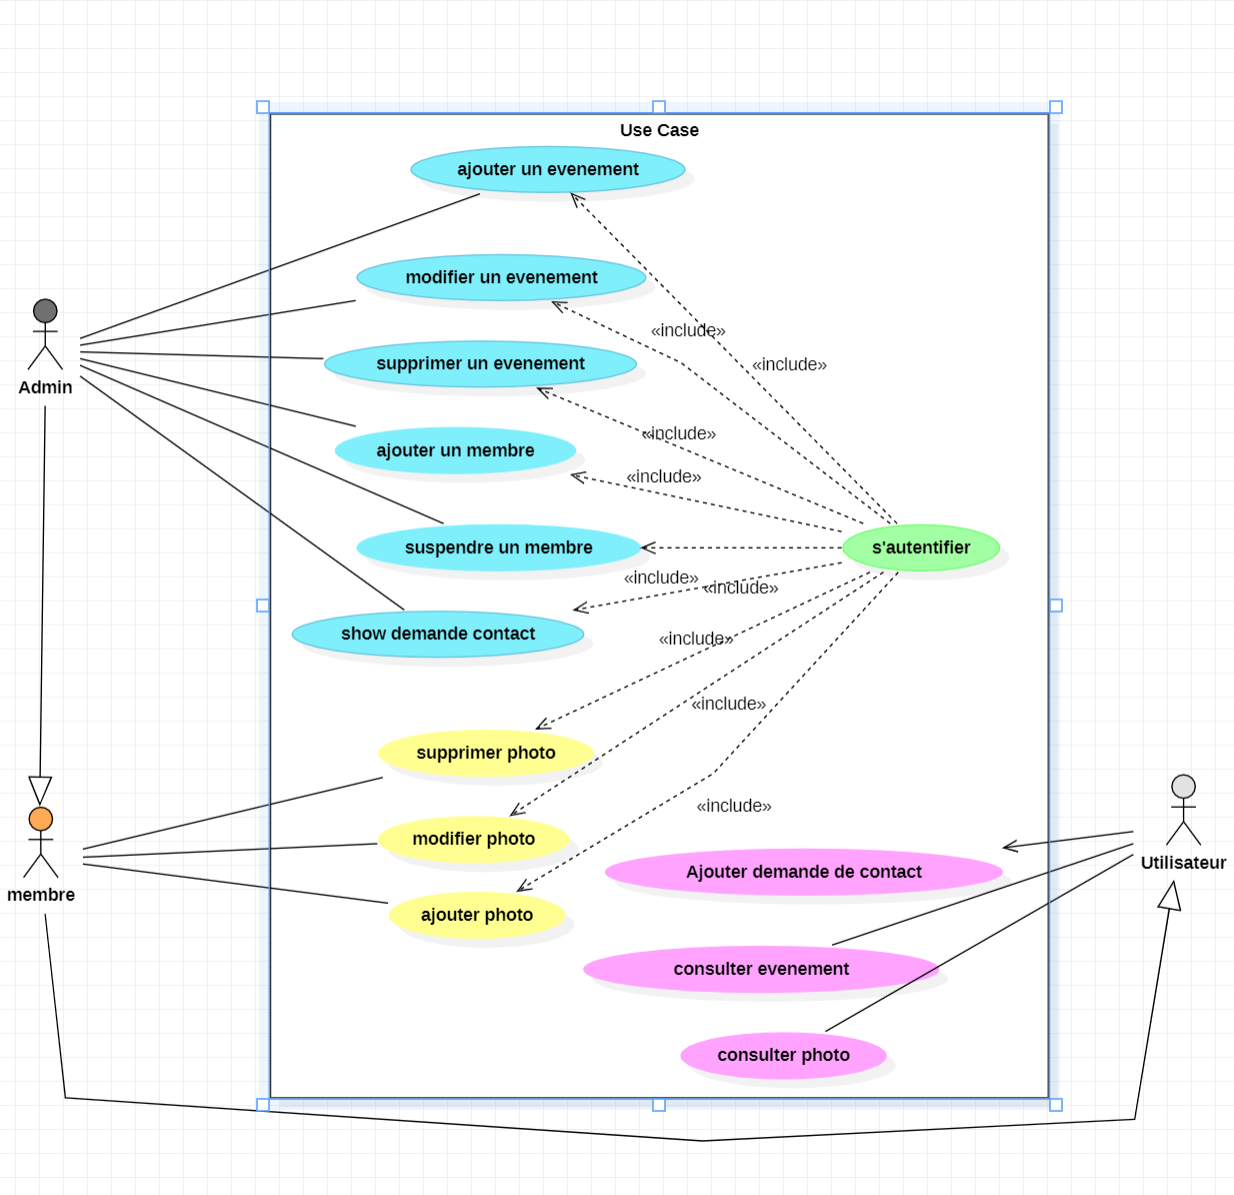 Use Case
ajouter un evenement
modifier un evenement
«include»
«include»
supprimer un evenement
Admin
«include»
ajouter un membre
«include»
suspendre un membre
s'autentifier
«include»
«include»
show demande contact
«include»
«include»
supprimer photo
«include»
modifier photo
Utilisateur
Ajouter demande de contact
membre
ajouter photo
consulter evenement
consulter photo